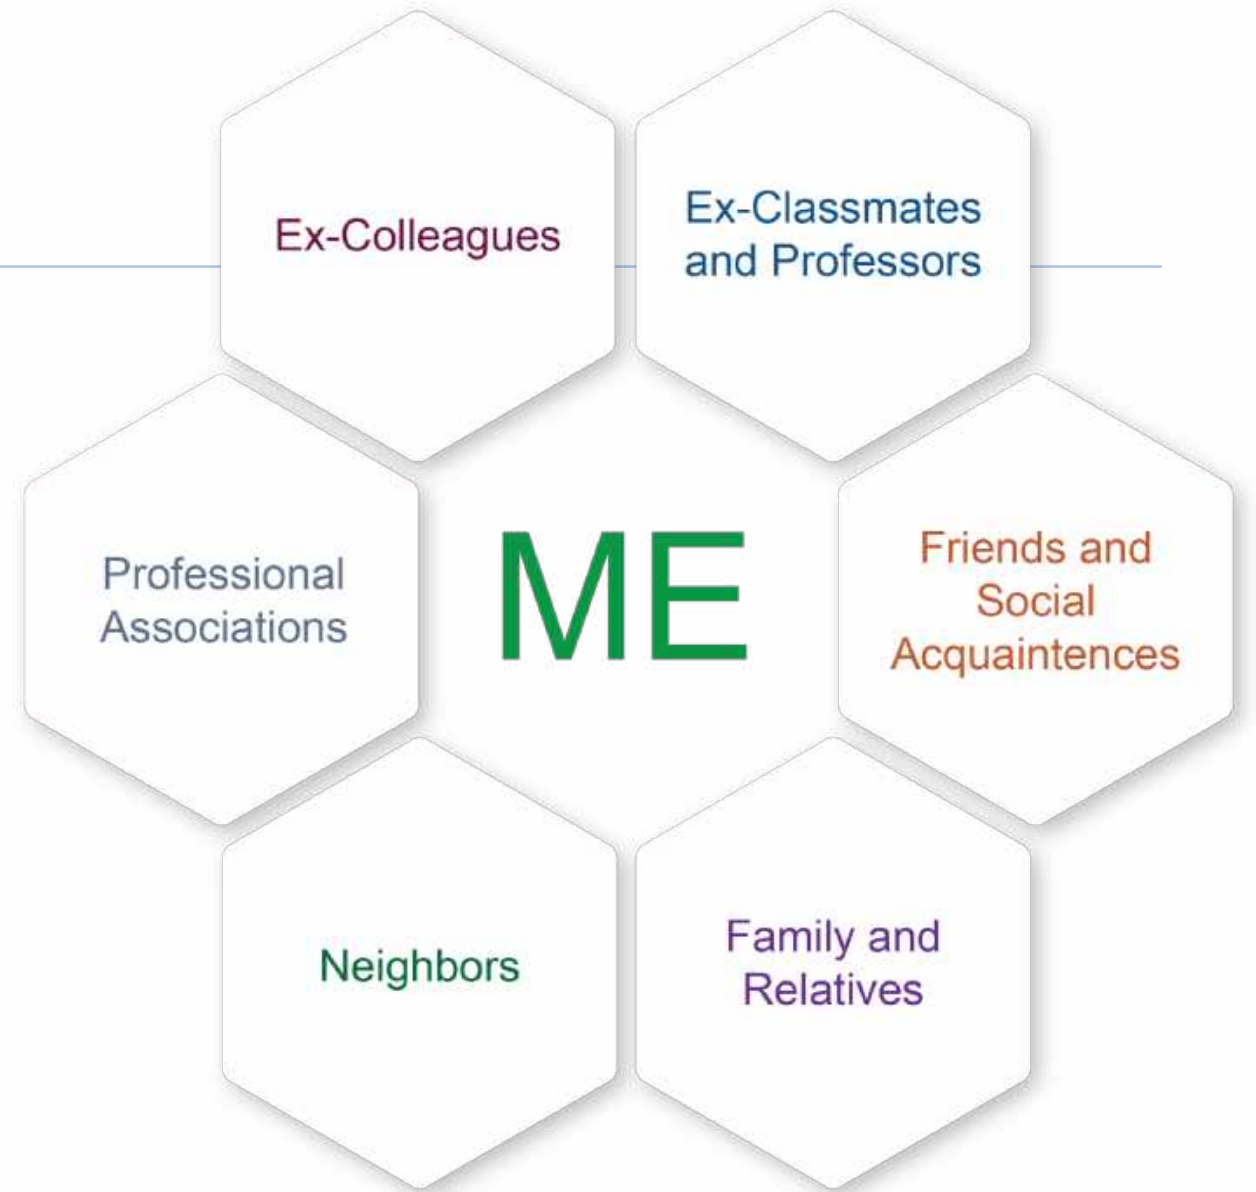 Ex-Colleagues
Ex-Classmates
and Professors
Professional
Associations
ME
Friends and
Social
Acquaintences
Neighbors
Family and
Relatives